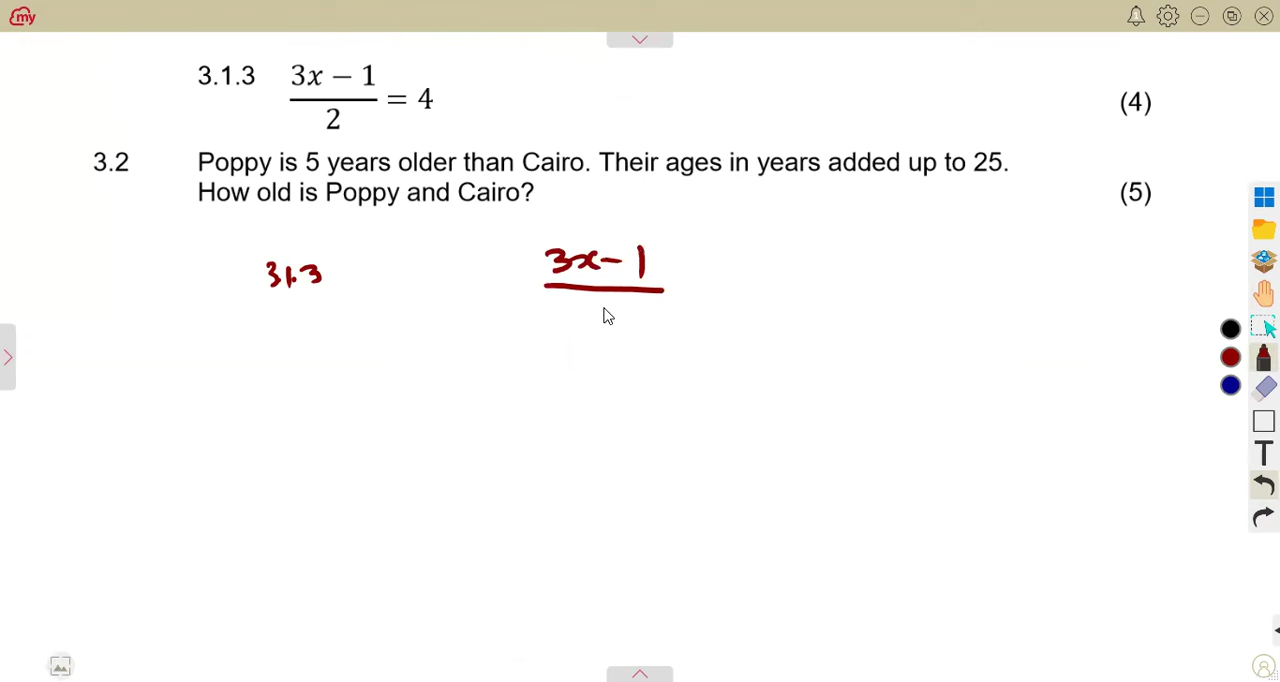 my
3.1.3 3x − 1 / 2 = 4 (4)
3.2 Poppy is 5 years older than Cairo. Their ages in years added up to 25.
How old is Poppy and Cairo? (5)
3.1.3 3x - 1
T